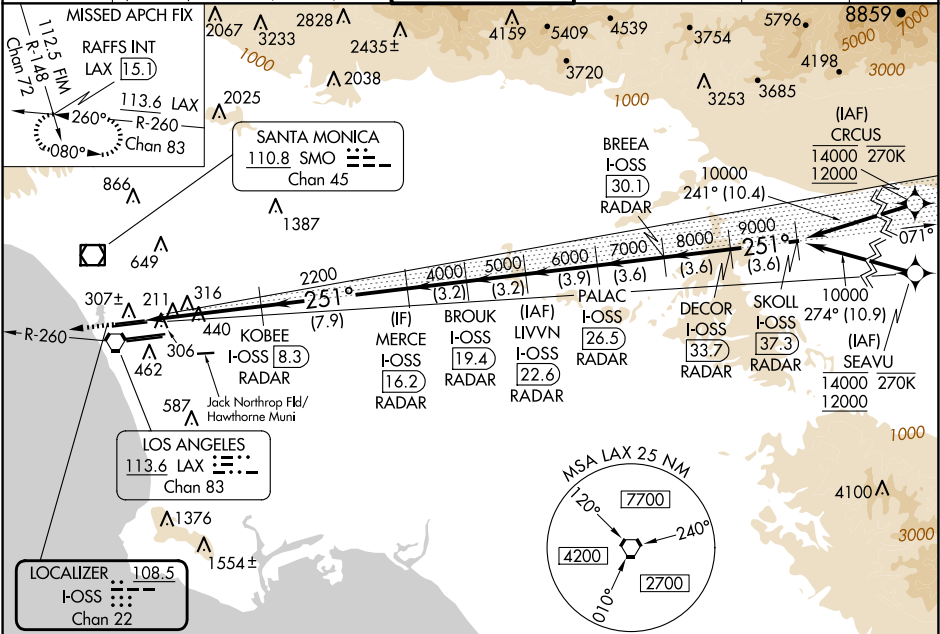 MISSED APCH FIX
112.5 FIM
R-148
Chan 72
RAFFS INT
LAX 15.1
113.6 LAX
R-260
Chan 83
260°
080°
2067
3233
2828
2435±
2038
2025
1000
4159
5409
4539
3720
3754
5796
8859
7000
5000
3000
4198
3253
3685
1000
SANTA MONICA
110.8 SMO
Chan 45
866
1387
649
BREEA
I-OSS
30.1
RADAR
10000
241° (10.4)
(IAF)
CRCUS
14000 270K
12000
071°
307±
211
316
440
306
462
R-260
2200
251°
(7.9)
4000
(3.2)
5000
(3.2)
6000
(3.9)
7000
(3.6)
8000
(3.6)
9000
251°
(3.6)
KOBEE
I-OSS 8.3
RADAR
(IF)
MERCE
I-OSS
16.2
RADAR
BROUK
I-OSS
19.4
RADAR
(IAF)
LIVVN
I-OSS
22.6
RADAR
PALAC
I-OSS
26.5
RADAR
DECOR
I-OSS
33.7
RADAR
SKOLL
I-OSS
37.3
RADAR
10000
274° (10.9)
(IAF)
SEAVU
14000 270K
12000
Jack Northrop Fld/
Hawthorne Muni
587
LOS ANGELES
113.6 LAX
Chan 83
1376
1554±
LOCALIZER 108.5
I-OSS
Chan 22
MSA LAX 25 NM
120°
7700
240°
4200
2700
010°
1000
4100
3000